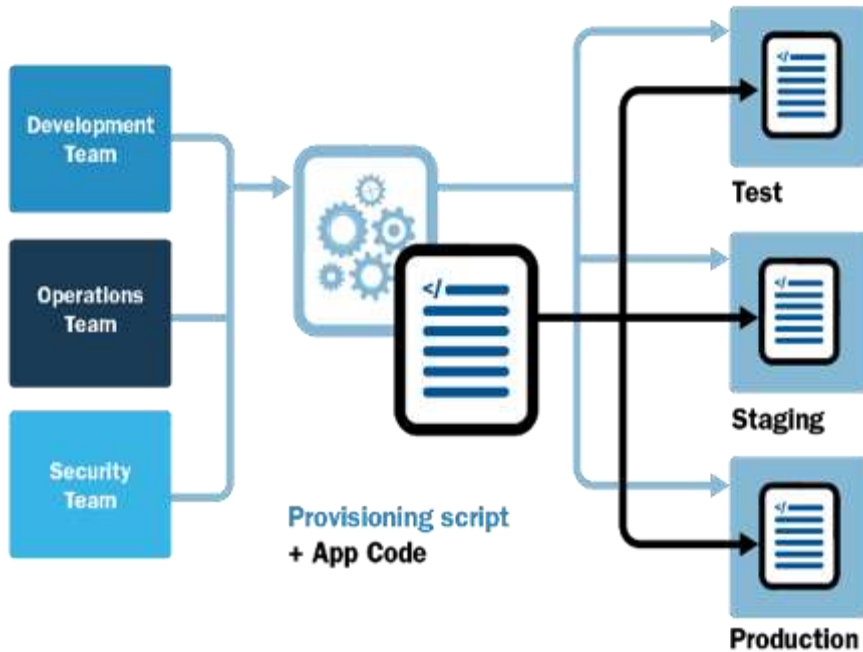 Development
Team
Operations
Team
Security
Team
</>
Provisioning script
+ App Code
</>
Test
</>
Staging
</>
Production